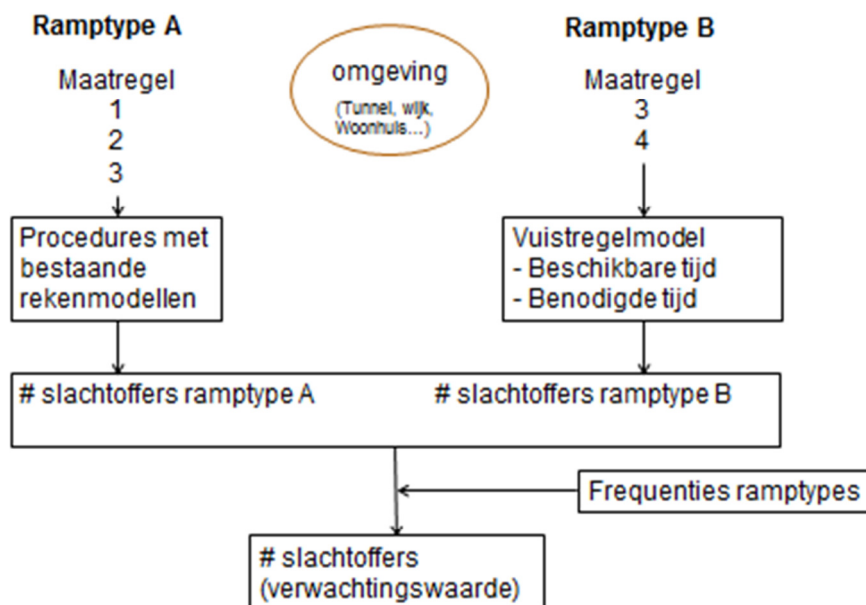 Ramptype A
Maatregel
1
2
3
omgeving
(Tunnel, wijk,
Woonhuis...)
Ramptype B
Maatregel
3
4
Procedures met
bestaande
rekenmodellen
Vuistregelmodel
- Beschikbare tijd
- Benodigde tijd
# slachtoffers ramptype A
# slachtoffers ramptype B
Frequenties ramptypes
# slachtoffers
(verwachtingswaarde)